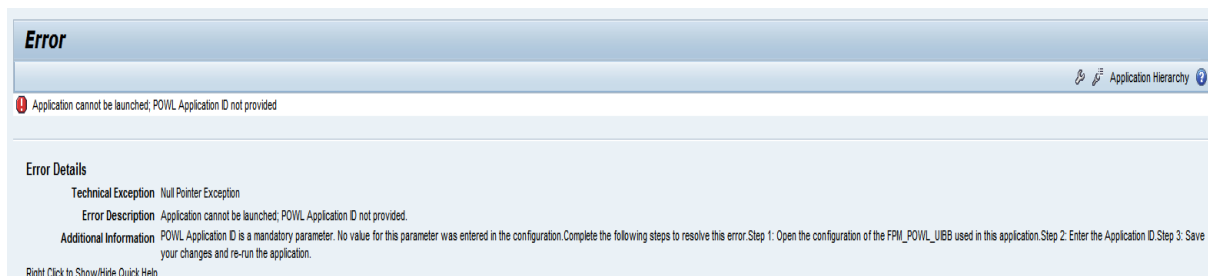 Error
Application Hierarchy
Application cannot be launched; POWL Application ID not provided
Error Details
Technical Exception Null Pointer Exception
Error Description Application cannot be launched; POWL Application ID not provided.
Additional Information POWL Application ID is a mandatory parameter. No value for this parameter was entered in the configuration.Complete the following steps to resolve this error.Step 1: Open the configuration of the FPM_POWL_UIBB used in this application.Step 2: Enter the Application ID.Step 3: Save
your changes and re-run the application.
Right Click to Show/Hide Quick Help